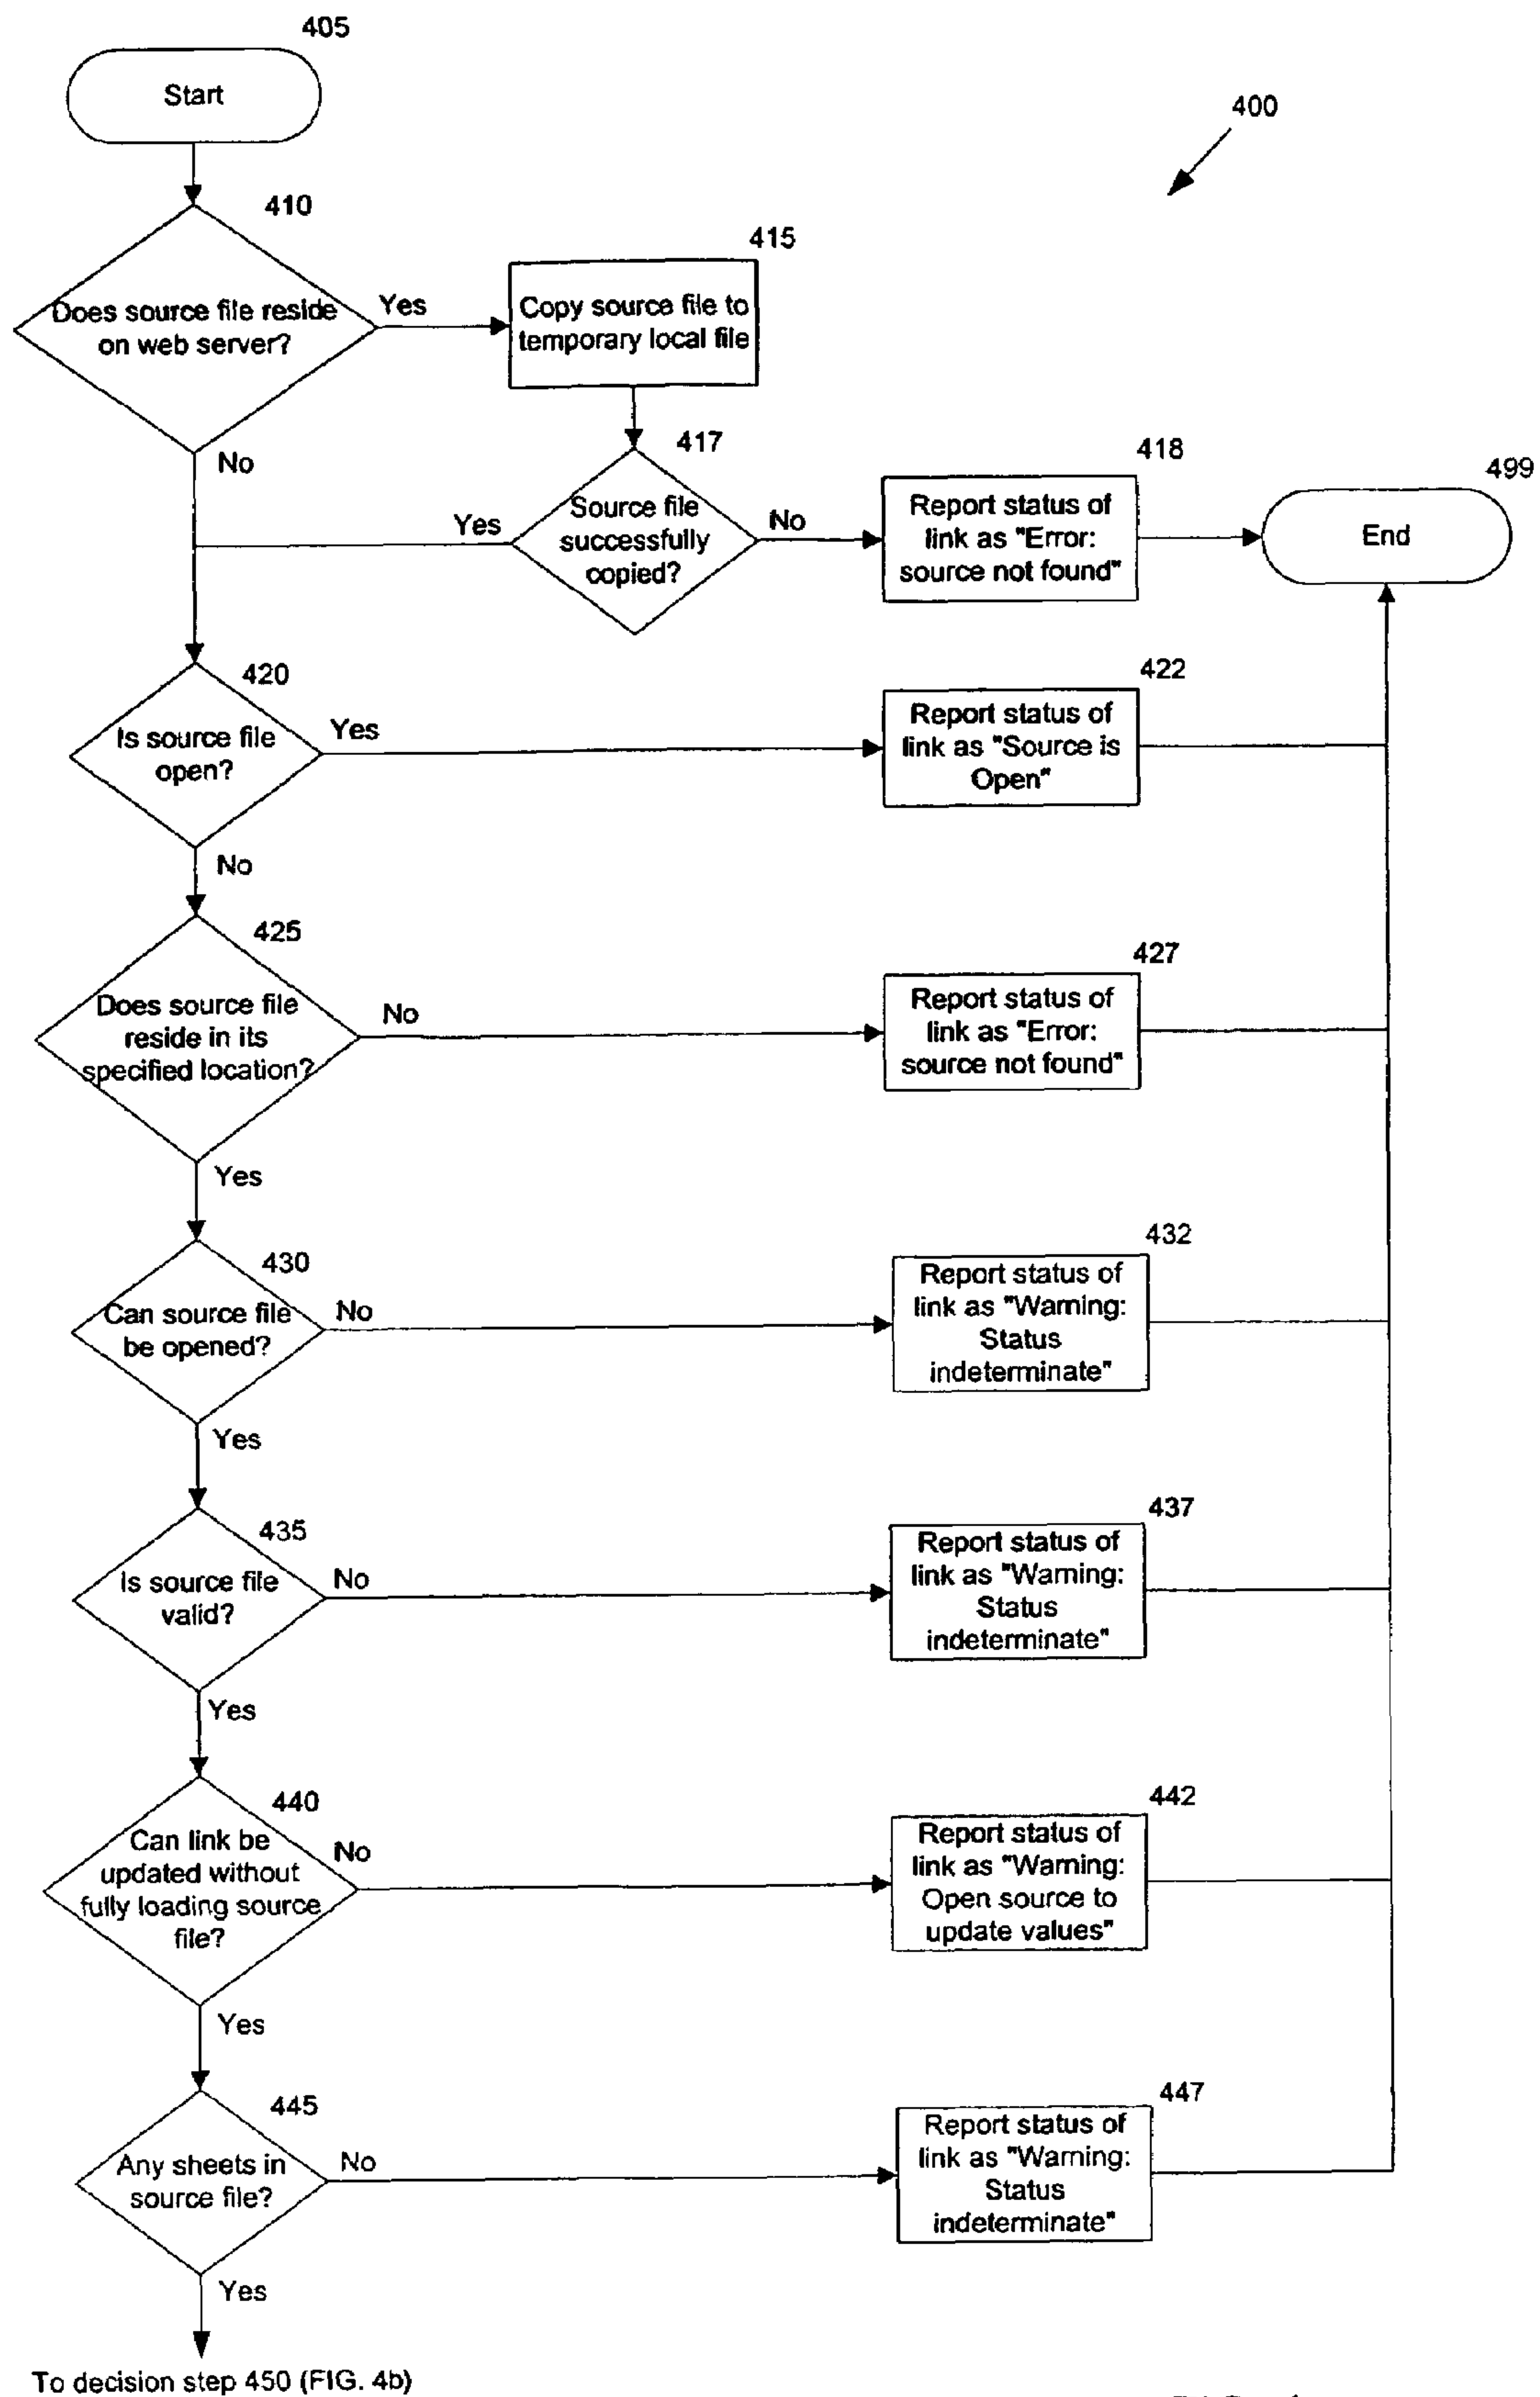 405
Start
400
410
Does source file reside
on web server?
Yes
415
Copy source file to
temporary local file
No
417
Source file
successfully
copied?
Yes
No
418
Report status of
link as "Error:
source not found"
499
End
420
Is source file
open?
Yes
422
Report status of
link as "Source is
Open"
No
425
Does source file
reside in its
specified location?
No
427
Report status of
link as "Error:
source not found"
Yes
430
Can source file
be opened?
No
432
Report status of
link as "Warning:
Status
indeterminate"
Yes
435
Is source file
valid?
No
437
Report status of
link as "Warning:
Status
indeterminate"
Yes
440
Can link be
updated without
fully loading source
file?
No
442
Report status of
link as "Warning:
Open source to
update values"
Yes
445
Any sheets in
source file?
No
447
Report status of
link as "Warning:
Status
indeterminate"
Yes
To decision step 450 (FIG. 4b)